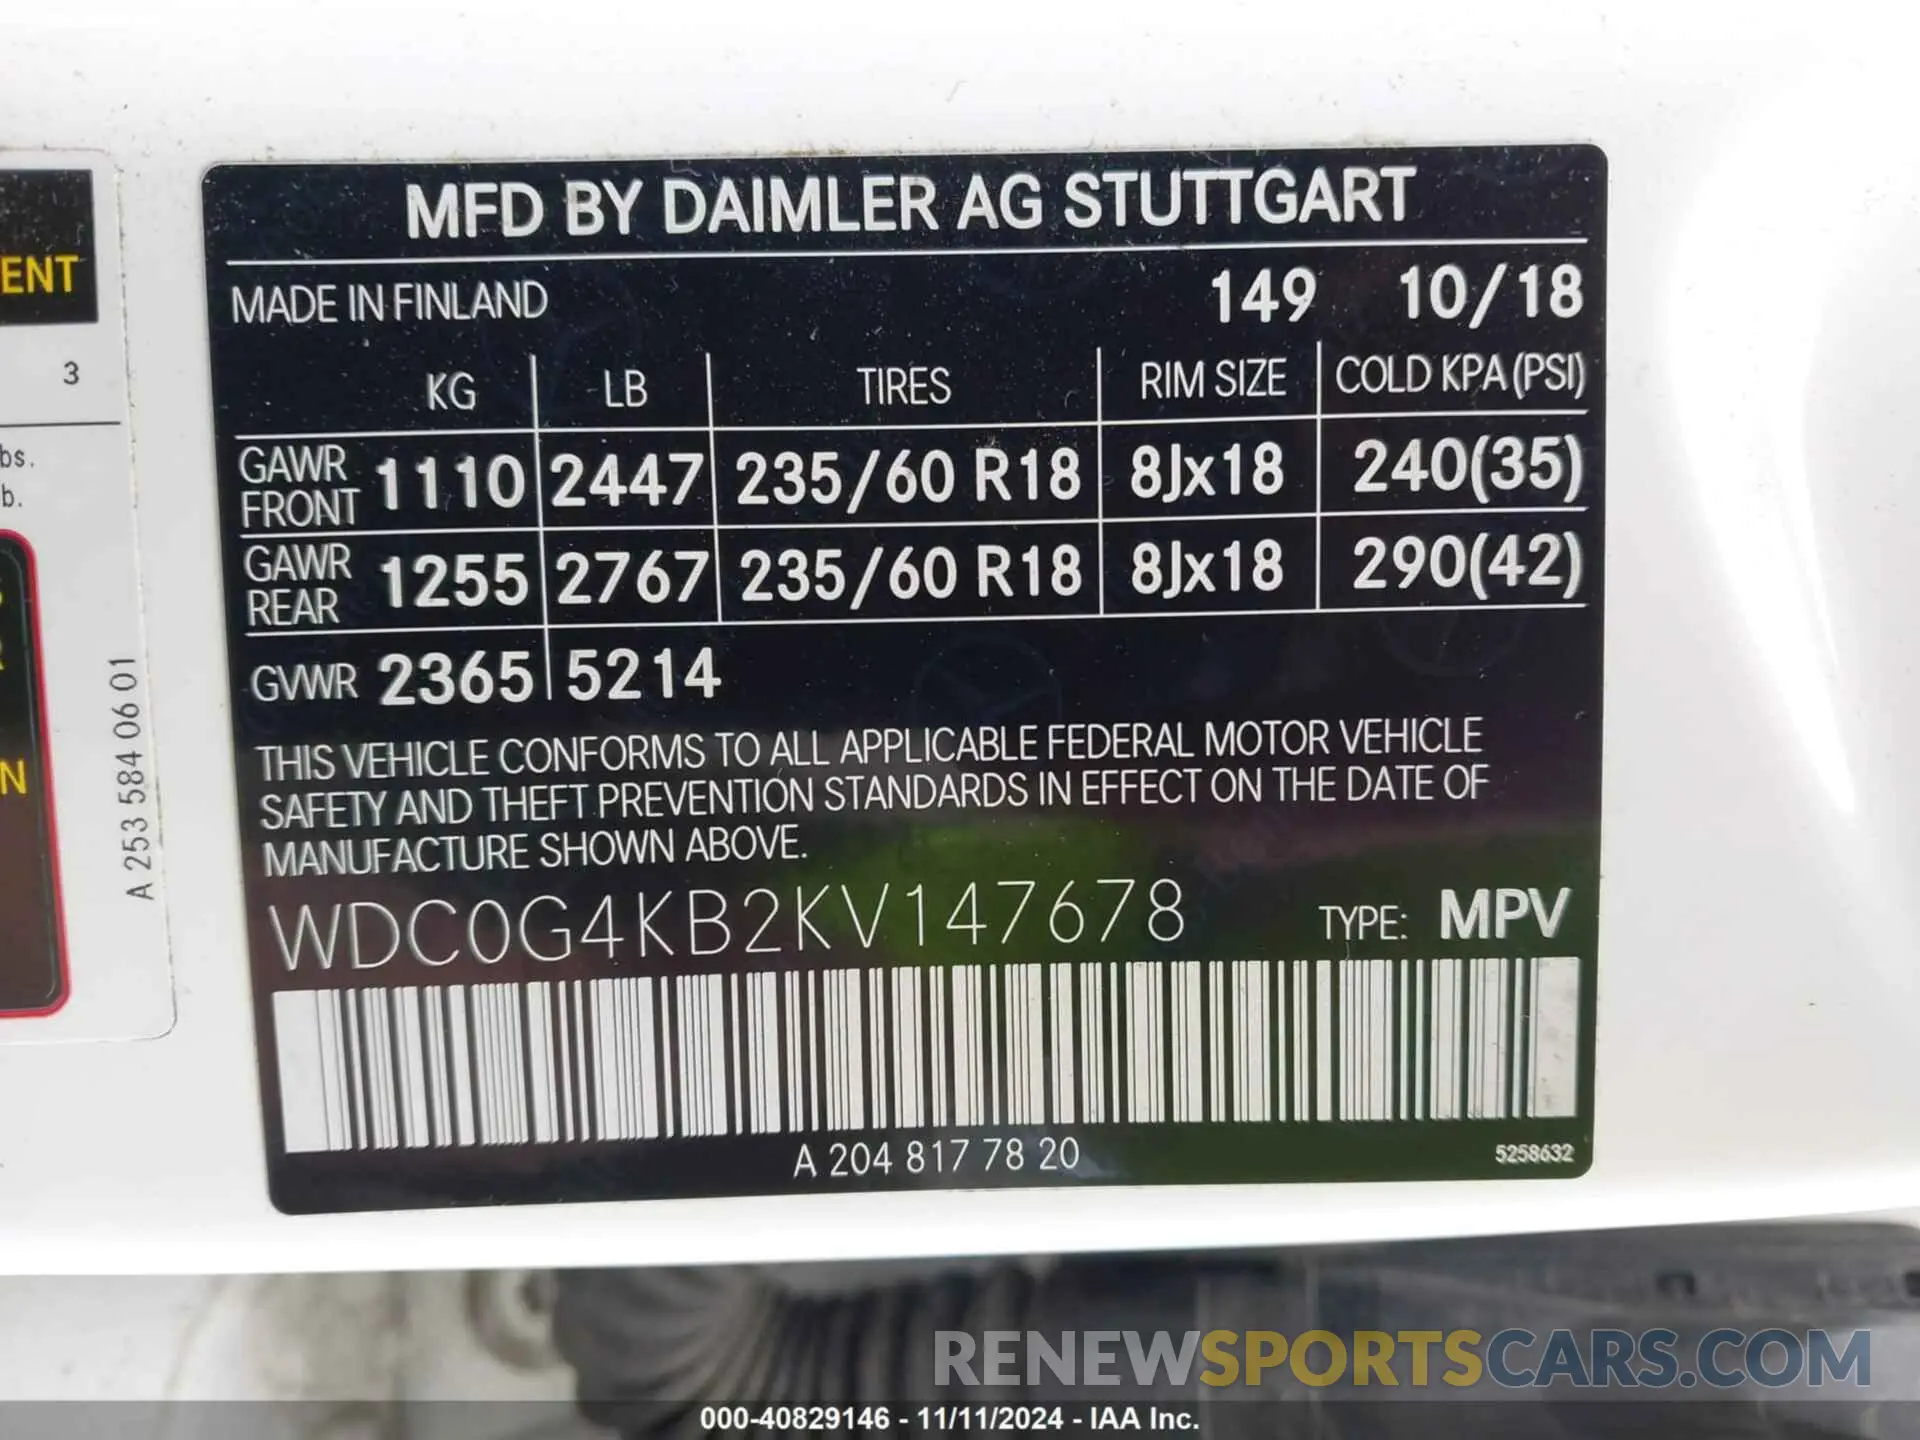 MFD BY DAIMLER AG STUTTGART
MADE IN FINLAND 149 10/18
KG LB TIRES RIM SIZE COLD KPA (PSI)
GAWR FRONT 1110 2447 235/60 R18 8Jx18 240(35)
GAWR REAR 1255 2767 235/60 R18 8Jx18 290(42)
GVWR 2365 5214
THIS VEHICLE CONFORMS TO ALL APPLICABLE FEDERAL MOTOR VEHICLE
SAFETY AND THEFT PREVENTION STANDARDS IN EFFECT ON THE DATE OF
MANUFACTURE SHOWN ABOVE.
WDC0G4KB2KV147678 TYPE: MPV
A 204 817 78 20 5258632
ENT
3
bs.
b.
N
A 253 584 06 01
RENEWSPORTSCARS.COM
000-40829146 - 11/11/2024 - IAA Inc.